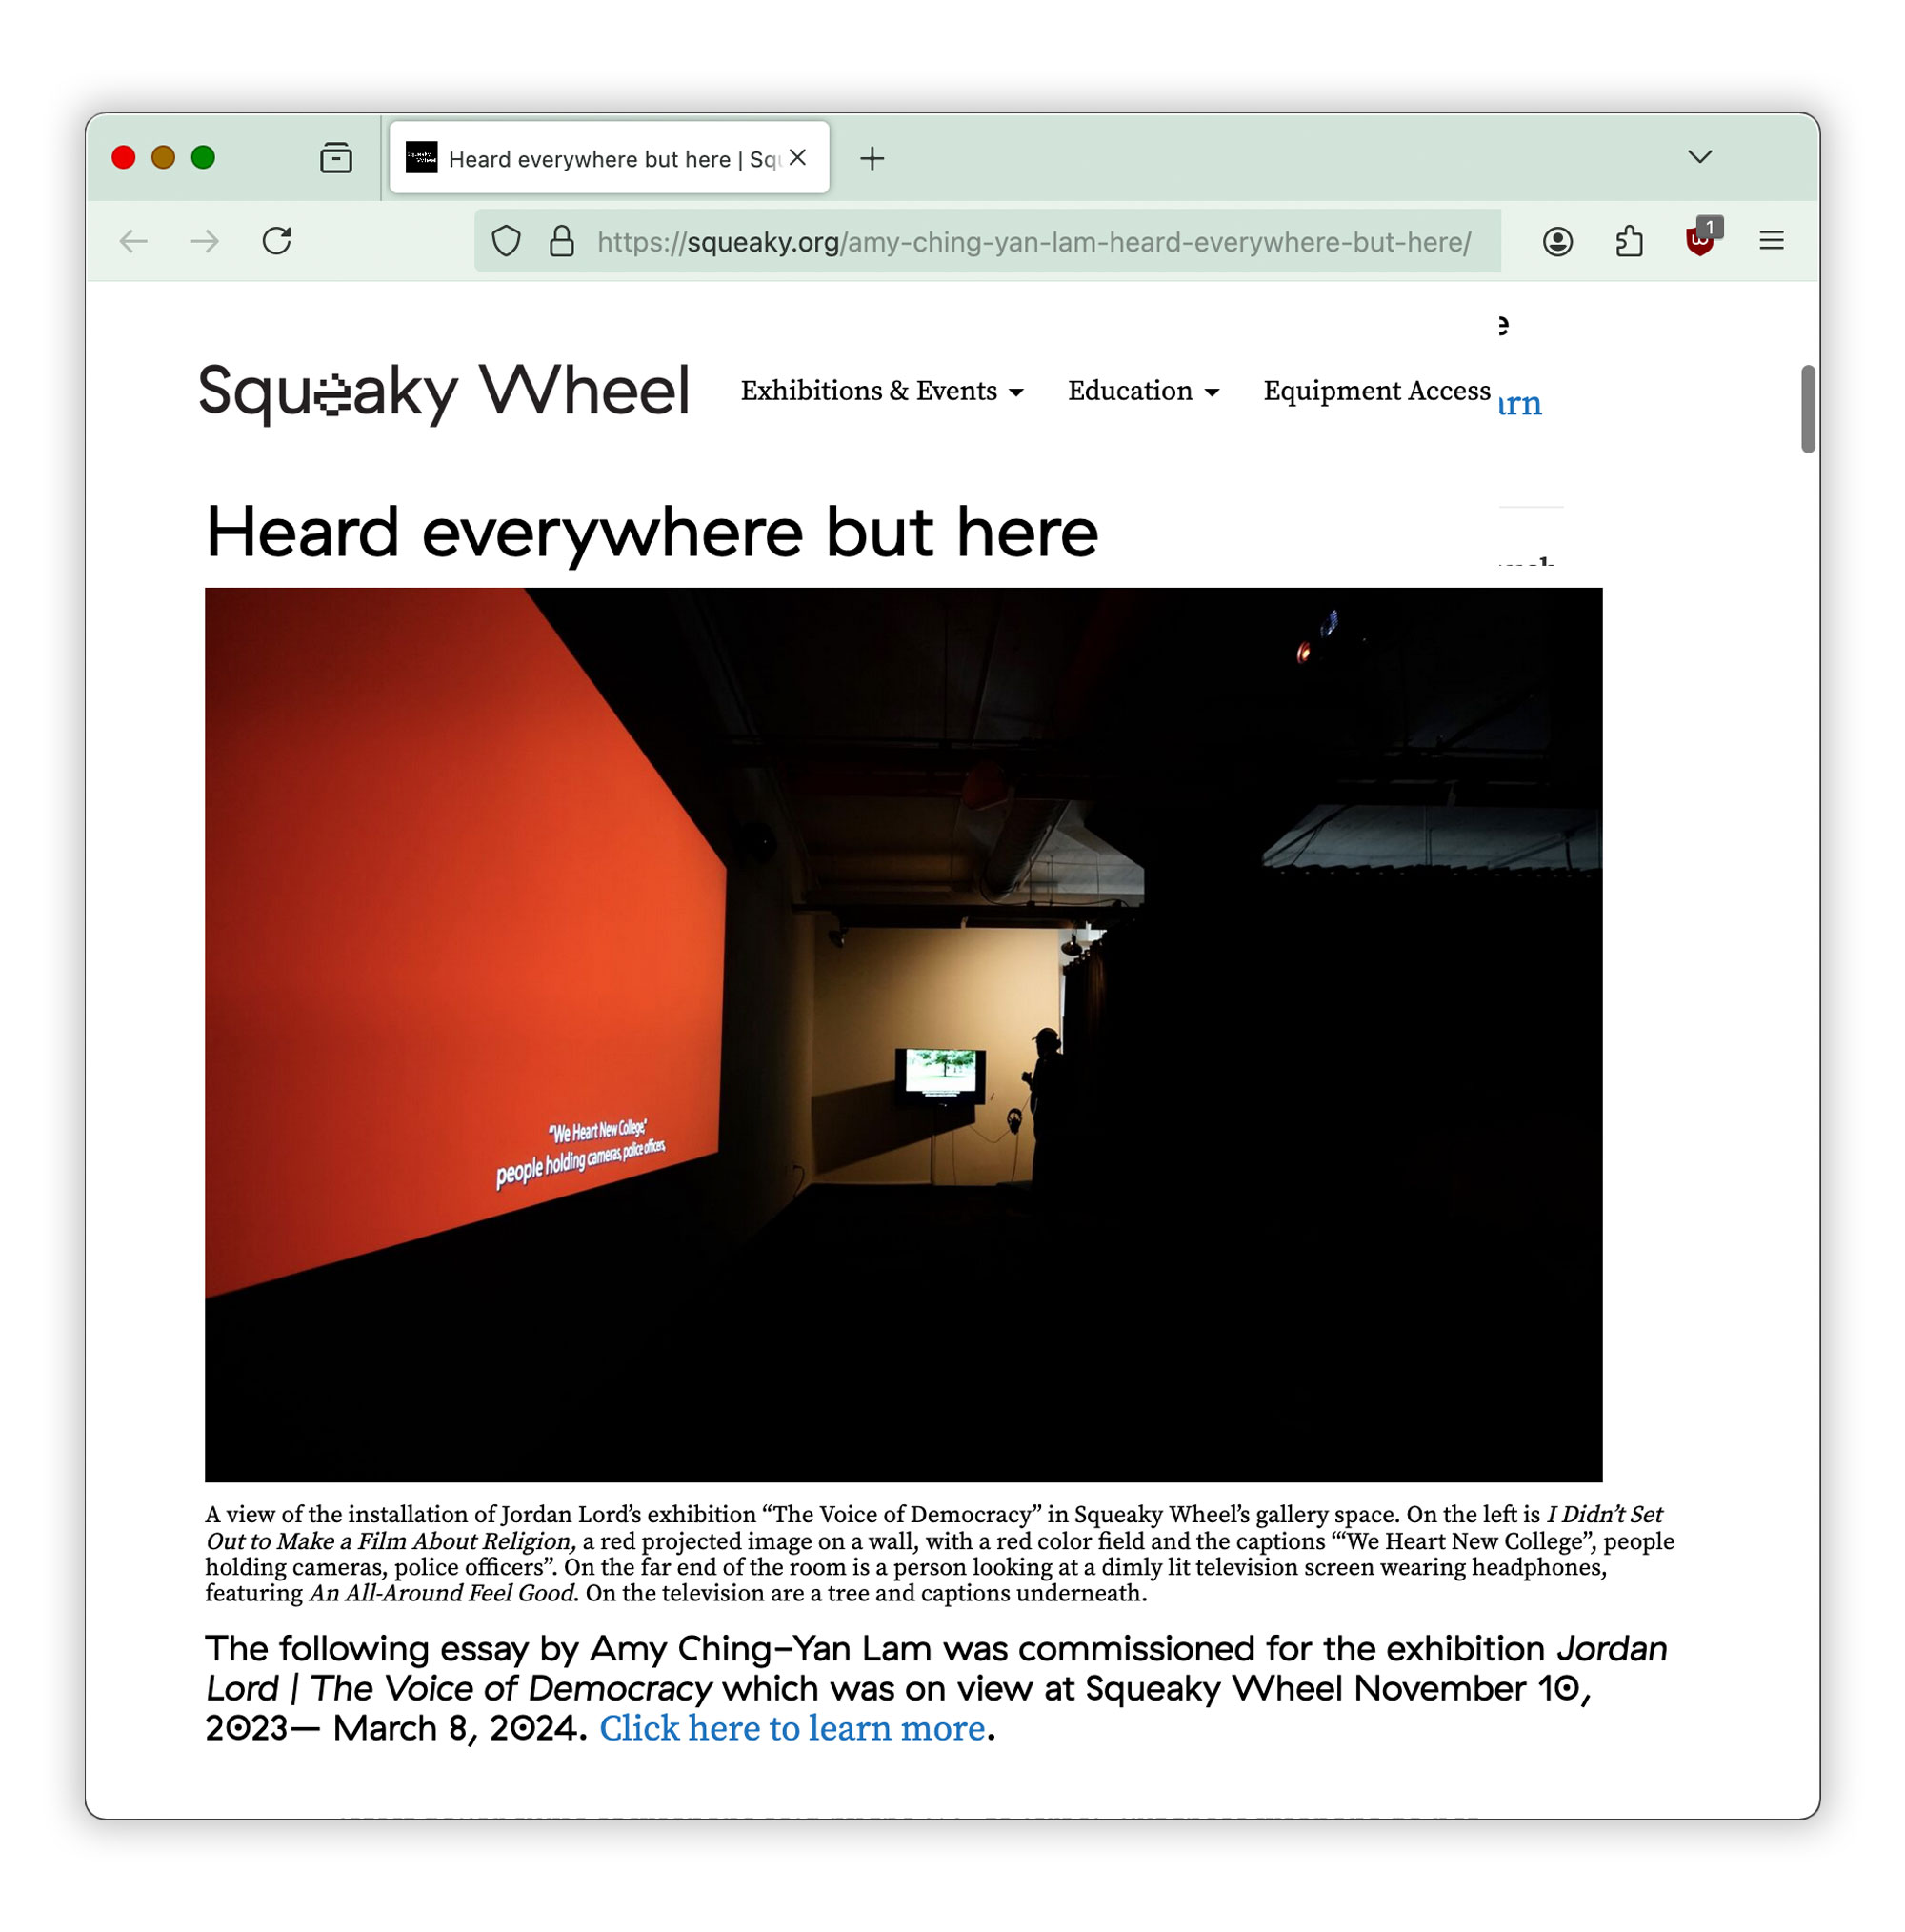 Heard everywhere but here | Squ
https://squeaky.org/amy-ching-yan-lam-heard-everywhere-but-here/
1
e
Squeaky Wheel
Exhibitions & Events
Education
Equipment Access
arn
Heard everywhere but here
"We Heart New College,"
people holding cameras, police officers,
A view of the installation of Jordan Lord’s exhibition “The Voice of Democracy” in Squeaky Wheel’s gallery space. On the left is I Didn’t Set
Out to Make a Film About Religion, a red projected image on a wall, with a red color field and the captions “‘We Heart New College”, people
holding cameras, police officers”. On the far end of the room is a person looking at a dimly lit television screen wearing headphones,
featuring An All-Around Feel Good. On the television are a tree and captions underneath.
The following essay by Amy Ching-Yan Lam was commissioned for the exhibition Jordan
Lord | The Voice of Democracy which was on view at Squeaky Wheel November 10,
2023— March 8, 2024. Click here to learn more.